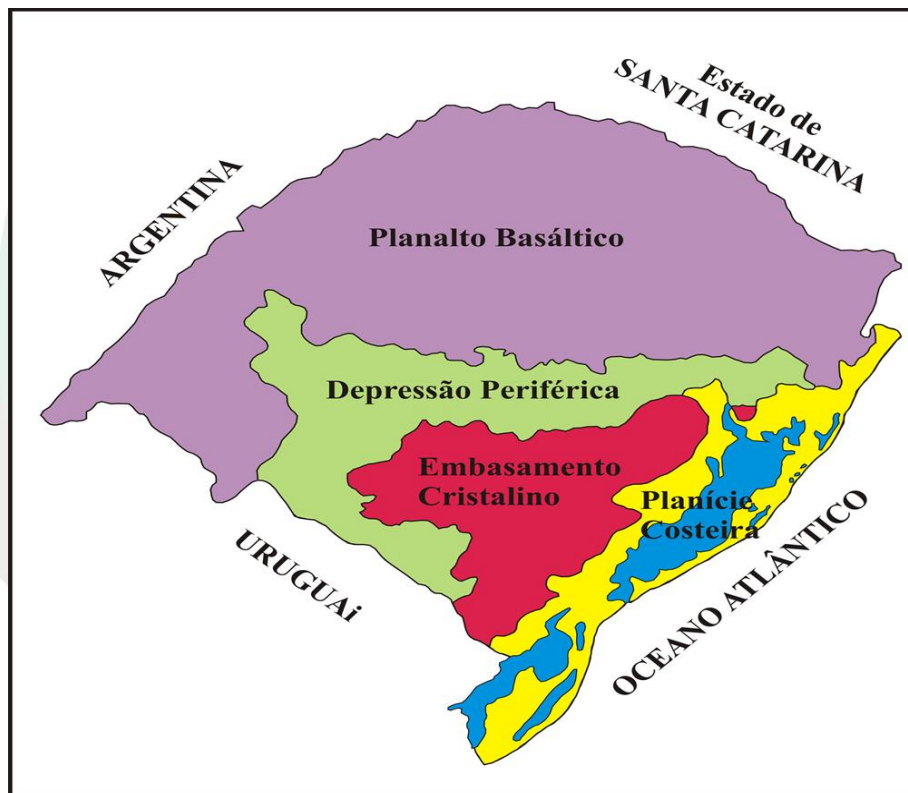 Estado de
SANTA CATARINA
ARGENTINA
Planalto Basáltico
Depressão Periférica
Embasamento
Cristalino
Planície
Costeira
URUGUAi
OCEANO ATLÂNTICO